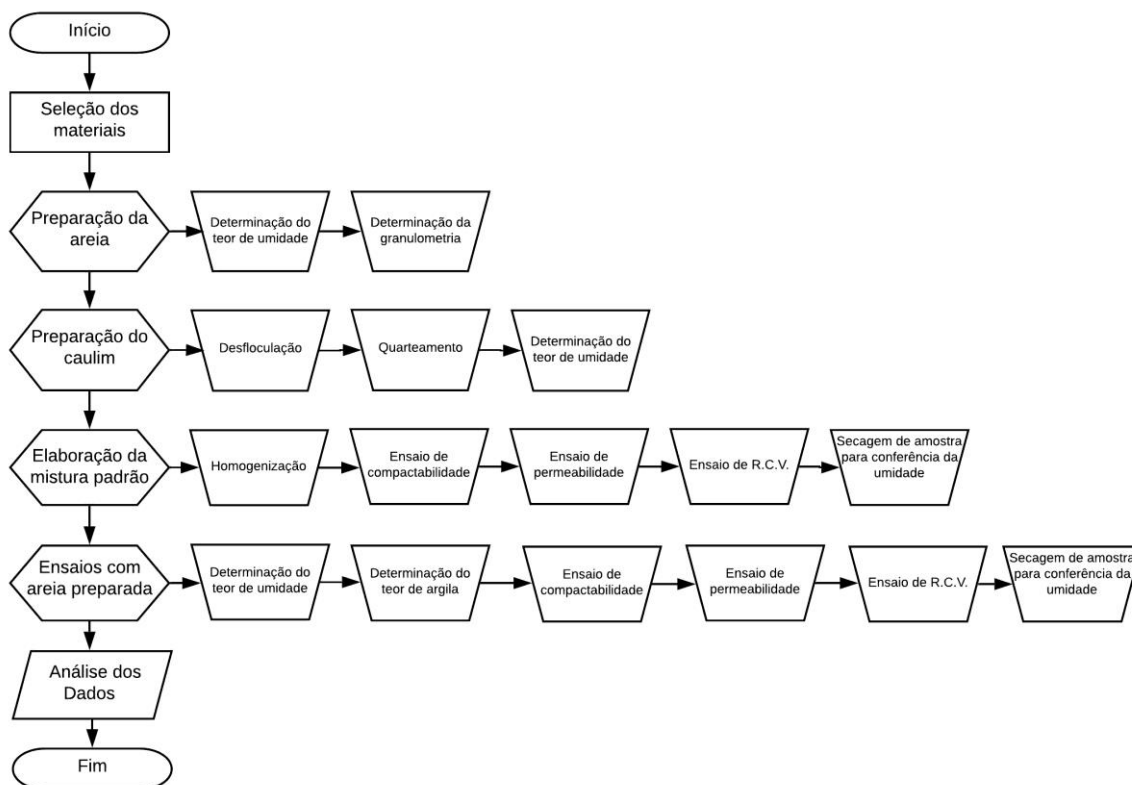 Início
Seleção dos
materiais
Preparação da
areia
Determinação do
teor de umidade
Determinação da
granulometria
Preparação do
caulim
Desfloculação
Quarteamento
Determinação do
teor de umidade
Elaboração da
mistura padrão
Homogenização
Ensaio de
compactabilidade
Ensaio de
permeabilidade
Ensaio de R.C.V.
Secagem de amostra
para conferência da
umidade
Ensaios com
areia preparada
Determinação do
teor de umidade
Determinação do
teor de argila
Ensaio de
compactabilidade
Ensaio de
permeabilidade
Ensaio de R.C.V.
Secagem de amostra
para conferência da
umidade
Análise dos
Dados
Fim